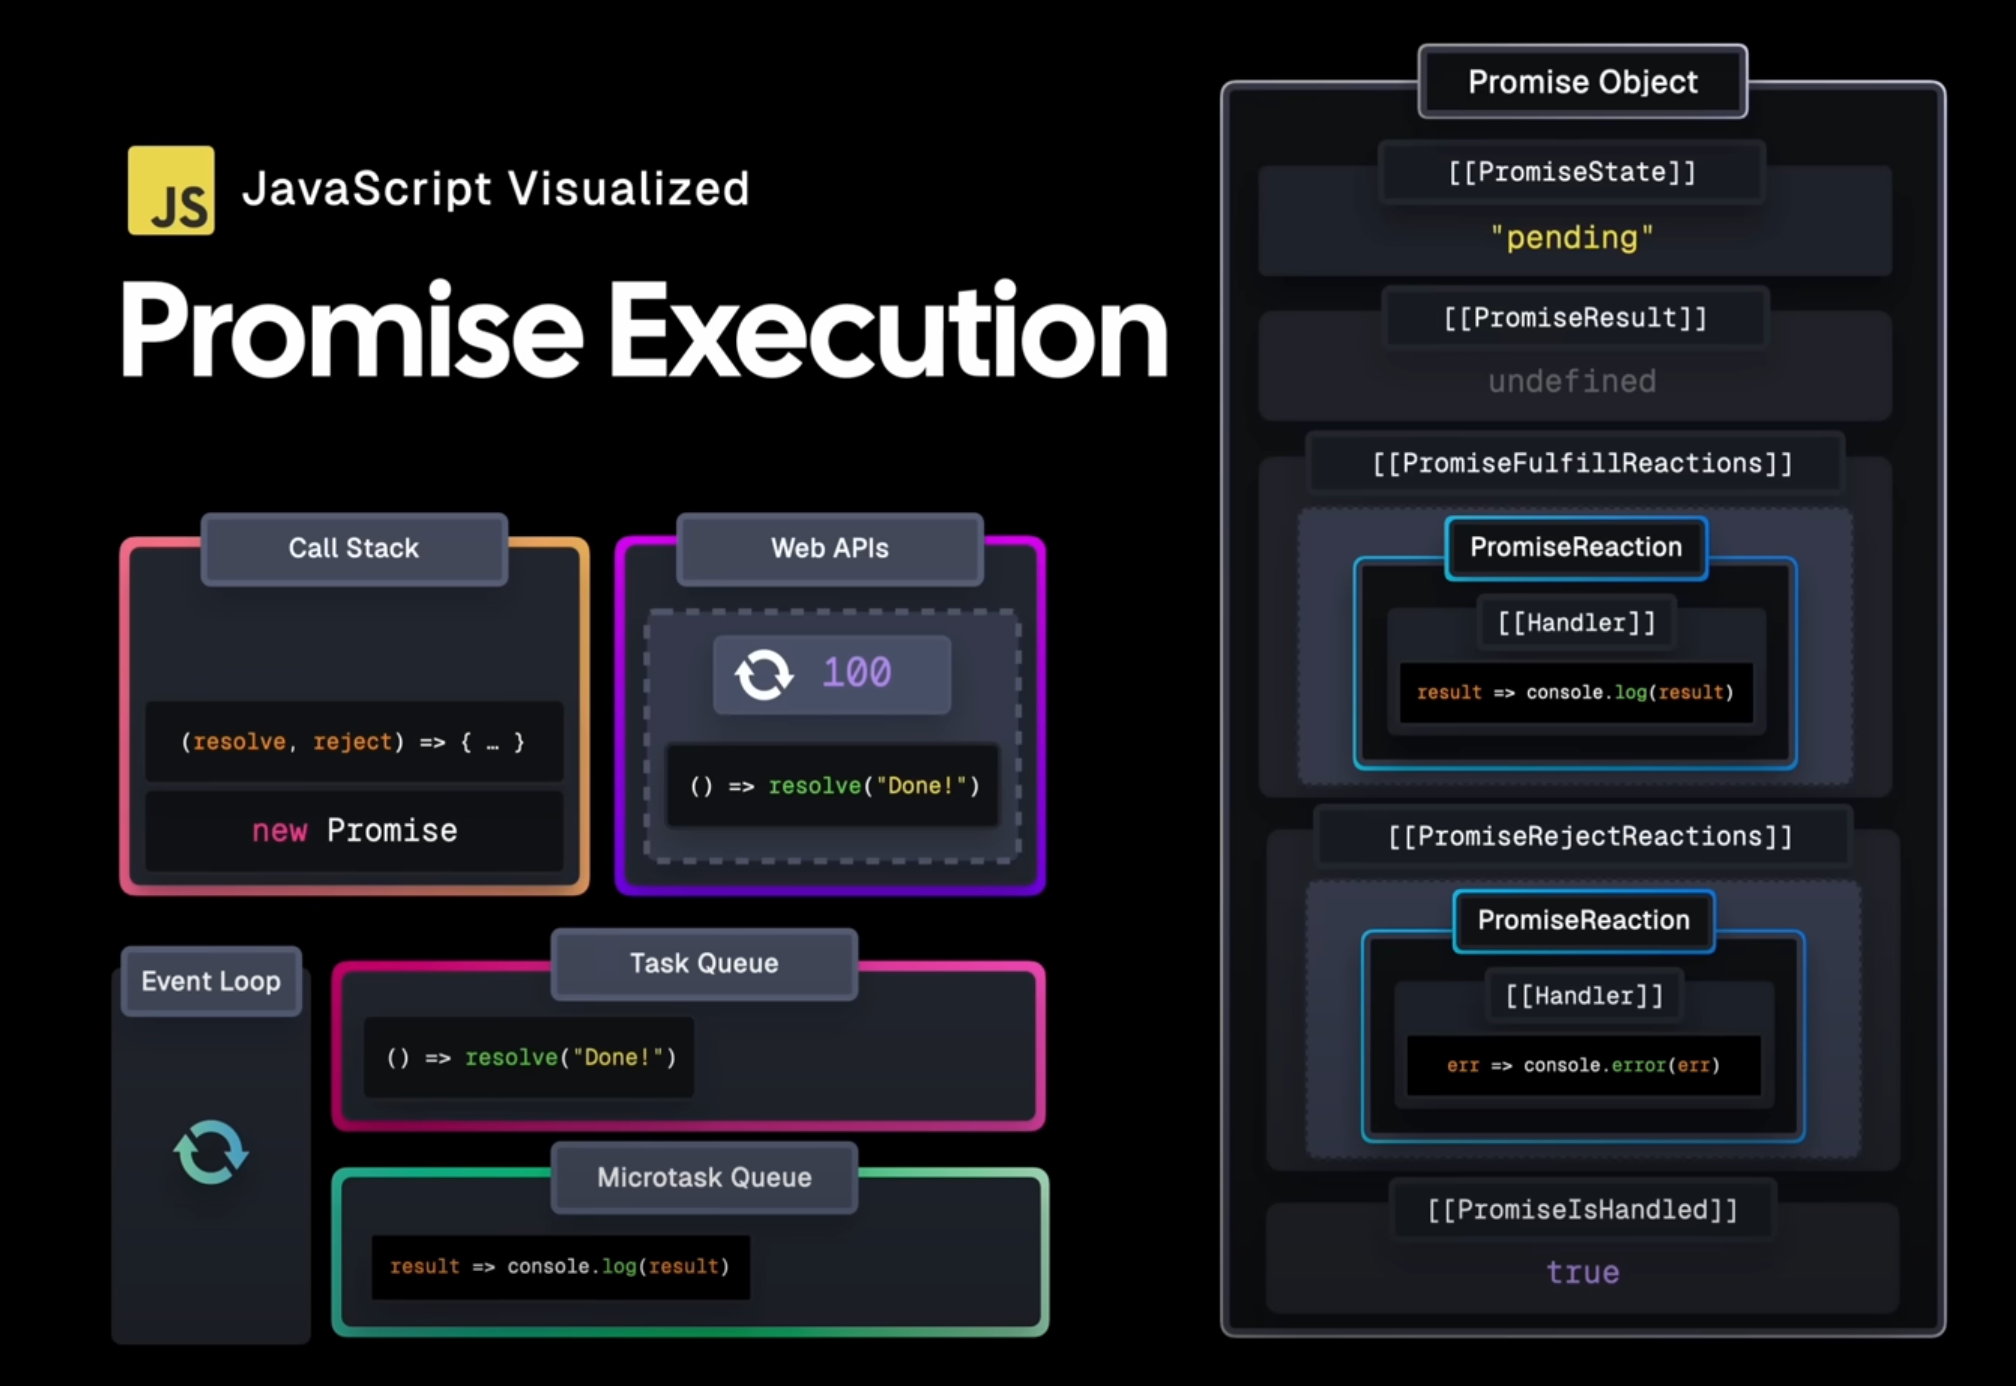 JS JavaScript Visualized
Promise Execution
Call Stack
(resolve, reject) => { … }
new Promise
Web APIs
100
() => resolve("Done!")
Event Loop
Task Queue
() => resolve("Done!")
Microtask Queue
result => console.log(result)
Promise Object
[[PromiseState]]
"pending"
[[PromiseResult]]
undefined
[[PromiseFulfillReactions]]
PromiseReaction
[[Handler]]
result => console.log(result)
[[PromiseRejectReactions]]
PromiseReaction
[[Handler]]
err => console.error(err)
[[PromiseIsHandled]]
true